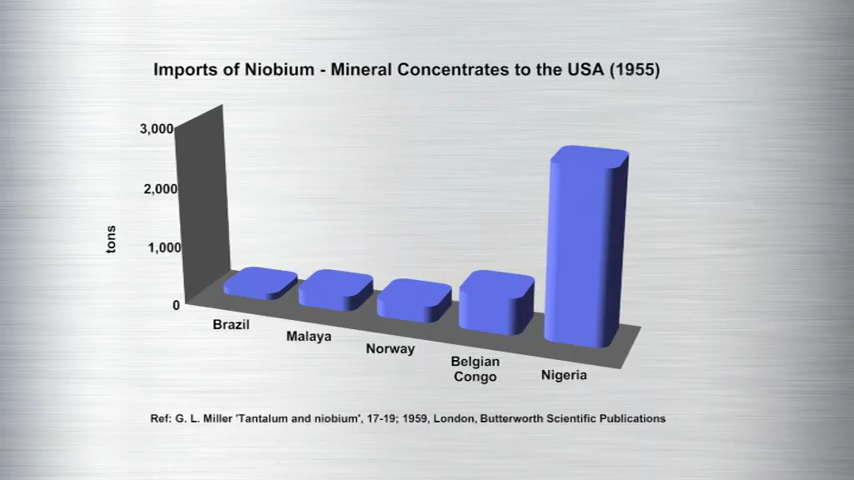 Imports of Niobium - Mineral Concentrates to the USA (1955)
3,000
2,000
1,000
0
tons
Brazil
Malaya
Norway
Belgian
Congo
Nigeria
Ref: G. L. Miller 'Tantalum and niobium', 17-19; 1959, London, Butterworth Scientific Publications